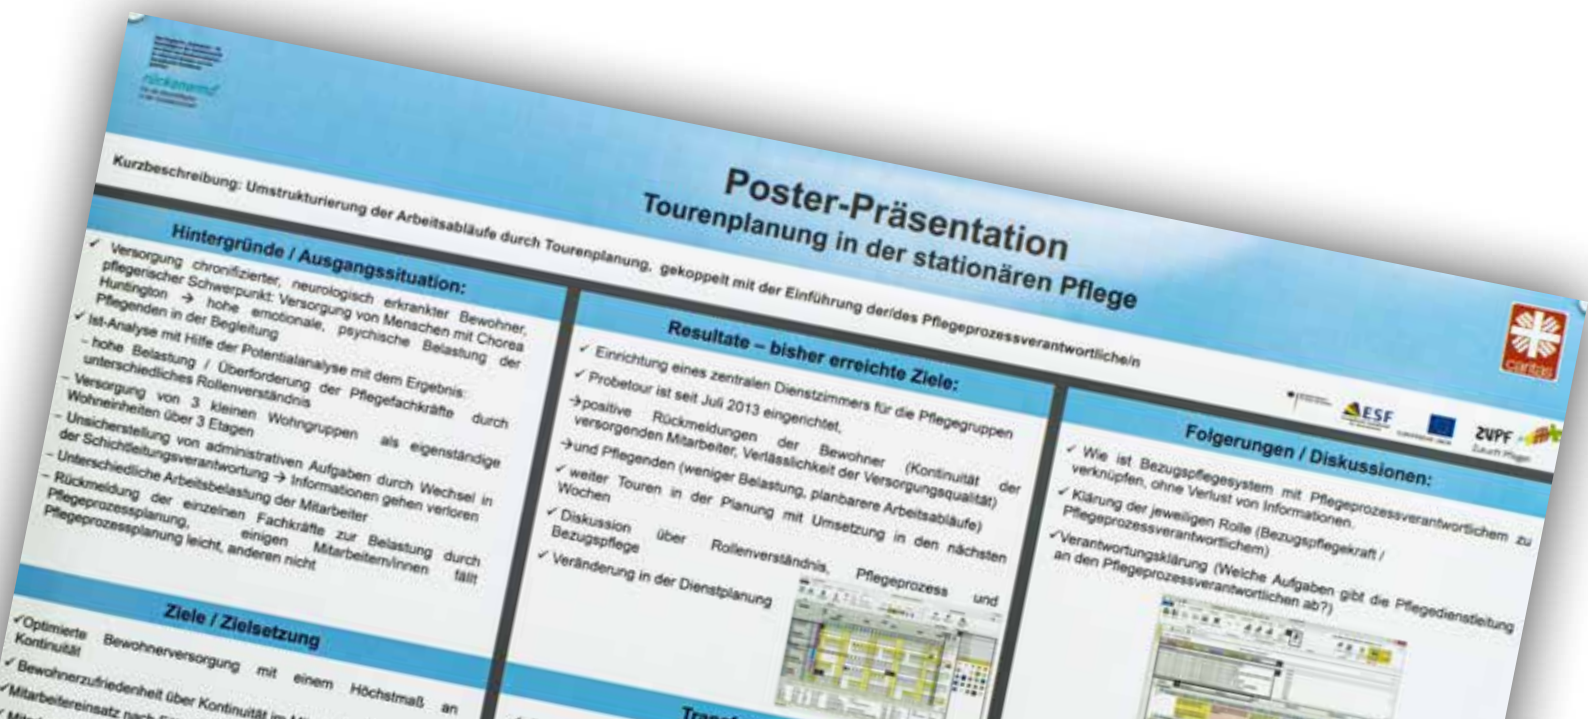 rückenwind
Poster-Präsentation
Tourenplanung in der stationären Pflege
Kurzbeschreibung: Umstrukturierung der Arbeitsabläufe durch Tourenplanung, gekoppelt mit der Einführung der/des Pflegeprozessverantwortliche/n
caritas
ESF
ZUPF
Hintergründe / Ausgangssituation:
✓ Versorgung chronifizierter, neurologisch erkrankter Bewohner,
pflegerischer Schwerpunkt: Versorgung von Menschen mit Chorea
Huntington → hohe emotionale, psychische Belastung der
Pflegenden in der Begleitung
✓ Ist-Analyse mit Hilfe der Potentialanalyse mit dem Ergebnis:
– hohe Belastung / Überforderung der Pflegefachkräfte durch
unterschiedliches Rollenverständnis
– Versorgung von 3 kleinen Wohngruppen als eigenständige
Wohneinheiten über 3 Etagen
– Unsicherstellung von administrativen Aufgaben durch Wechsel in
der Schichtleitungsverantwortung → Informationen gehen verloren
– Unterschiedliche Arbeitsbelastung der Mitarbeiter
– Rückmeldung der einzelnen Fachkräfte zur Belastung durch
Pflegeprozessplanung, einigen Mitarbeitern/innen fällt
Pflegeprozessplanung leicht, anderen nicht
Ziele / Zielsetzung
✓Optimierte Bewohnerversorgung mit einem Höchstmaß an
Kontinuität
✓ Bewohnerzufriedenheit über Kontinuität im
✓Mitarbeitereinsatz nach
Resultate – bisher erreichte Ziele:
✓ Einrichtung eines zentralen Dienstzimmers für die Pflegegruppen
✓ Probetour ist seit Juli 2013 eingerichtet,
→positive Rückmeldungen der Bewohner (Kontinuität der
versorgenden Mitarbeiter, Verlässlichkeit der Versorgungsqualität)
→und Pflegenden (weniger Belastung, planbarere Arbeitsabläufe)
✓ weiter Touren in der Planung mit Umsetzung in den nächsten
Wochen
✓ Diskussion über Rollenverständnis, Pflegeprozess und
Bezugspflege
✓ Veränderung in der Dienstplanung
Folgerungen / Diskussionen:
✓ Wie ist Bezugspflegesystem mit Pflegeprozessverantwortlichem zu
verknüpfen, ohne Verlust von Informationen.
✓ Klärung der jeweiligen Rolle (Bezugspflegekraft /
Pflegeprozessverantwortlichem)
✓Verantwortungsklärung (Welche Aufgaben gibt die Pflegedienstleitung
an den Pflegeprozessverantwortlichen ab?)